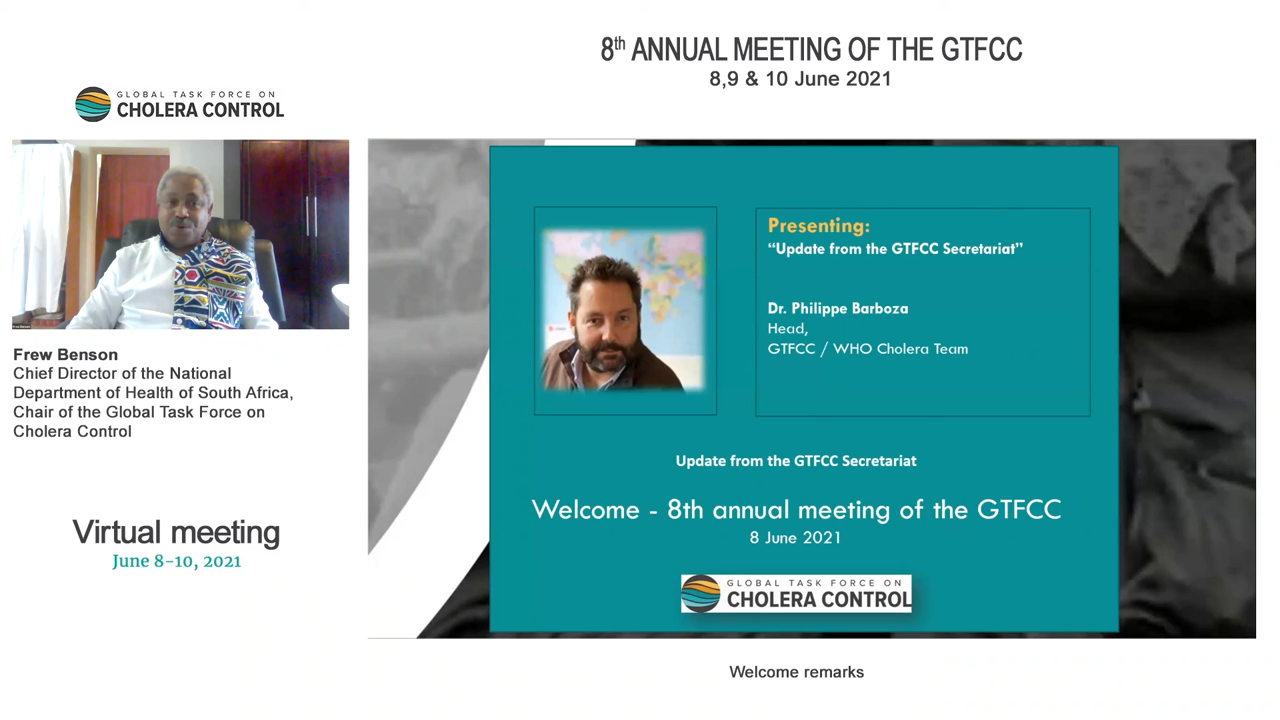 8th ANNUAL MEETING OF THE GTFCC
8,9 & 10 June 2021
GLOBAL TASK FORCE ON
CHOLERA CONTROL
Frew Benson
Chief Director of the National
Department of Health of South Africa,
Chair of the Global Task Force on
Cholera Control
Virtual meeting
June 8-10, 2021
Presenting:
“Update from the GTFCC Secretariat”
Dr. Philippe Barboza
Head,
GTFCC / WHO Cholera Team
Update from the GTFCC Secretariat
Welcome - 8th annual meeting of the GTFCC
8 June 2021
GLOBAL TASK FORCE ON
CHOLERA CONTROL
Welcome remarks